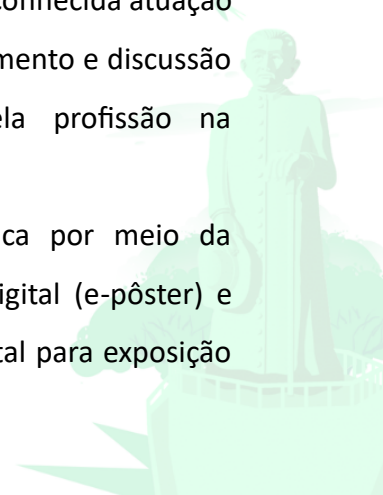 conhecida atuação
mento e discussão
ela profissão na
ca por meio da
igital (e-pôster) e
tal para exposição